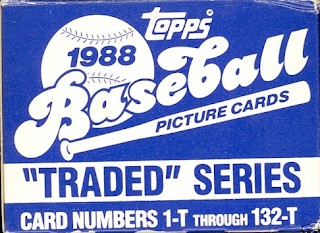 Topps
1988
Baseball
PICTURE CARDS
"TRADED" SERIES
CARD NUMBERS 1-T THROUGH 132-T